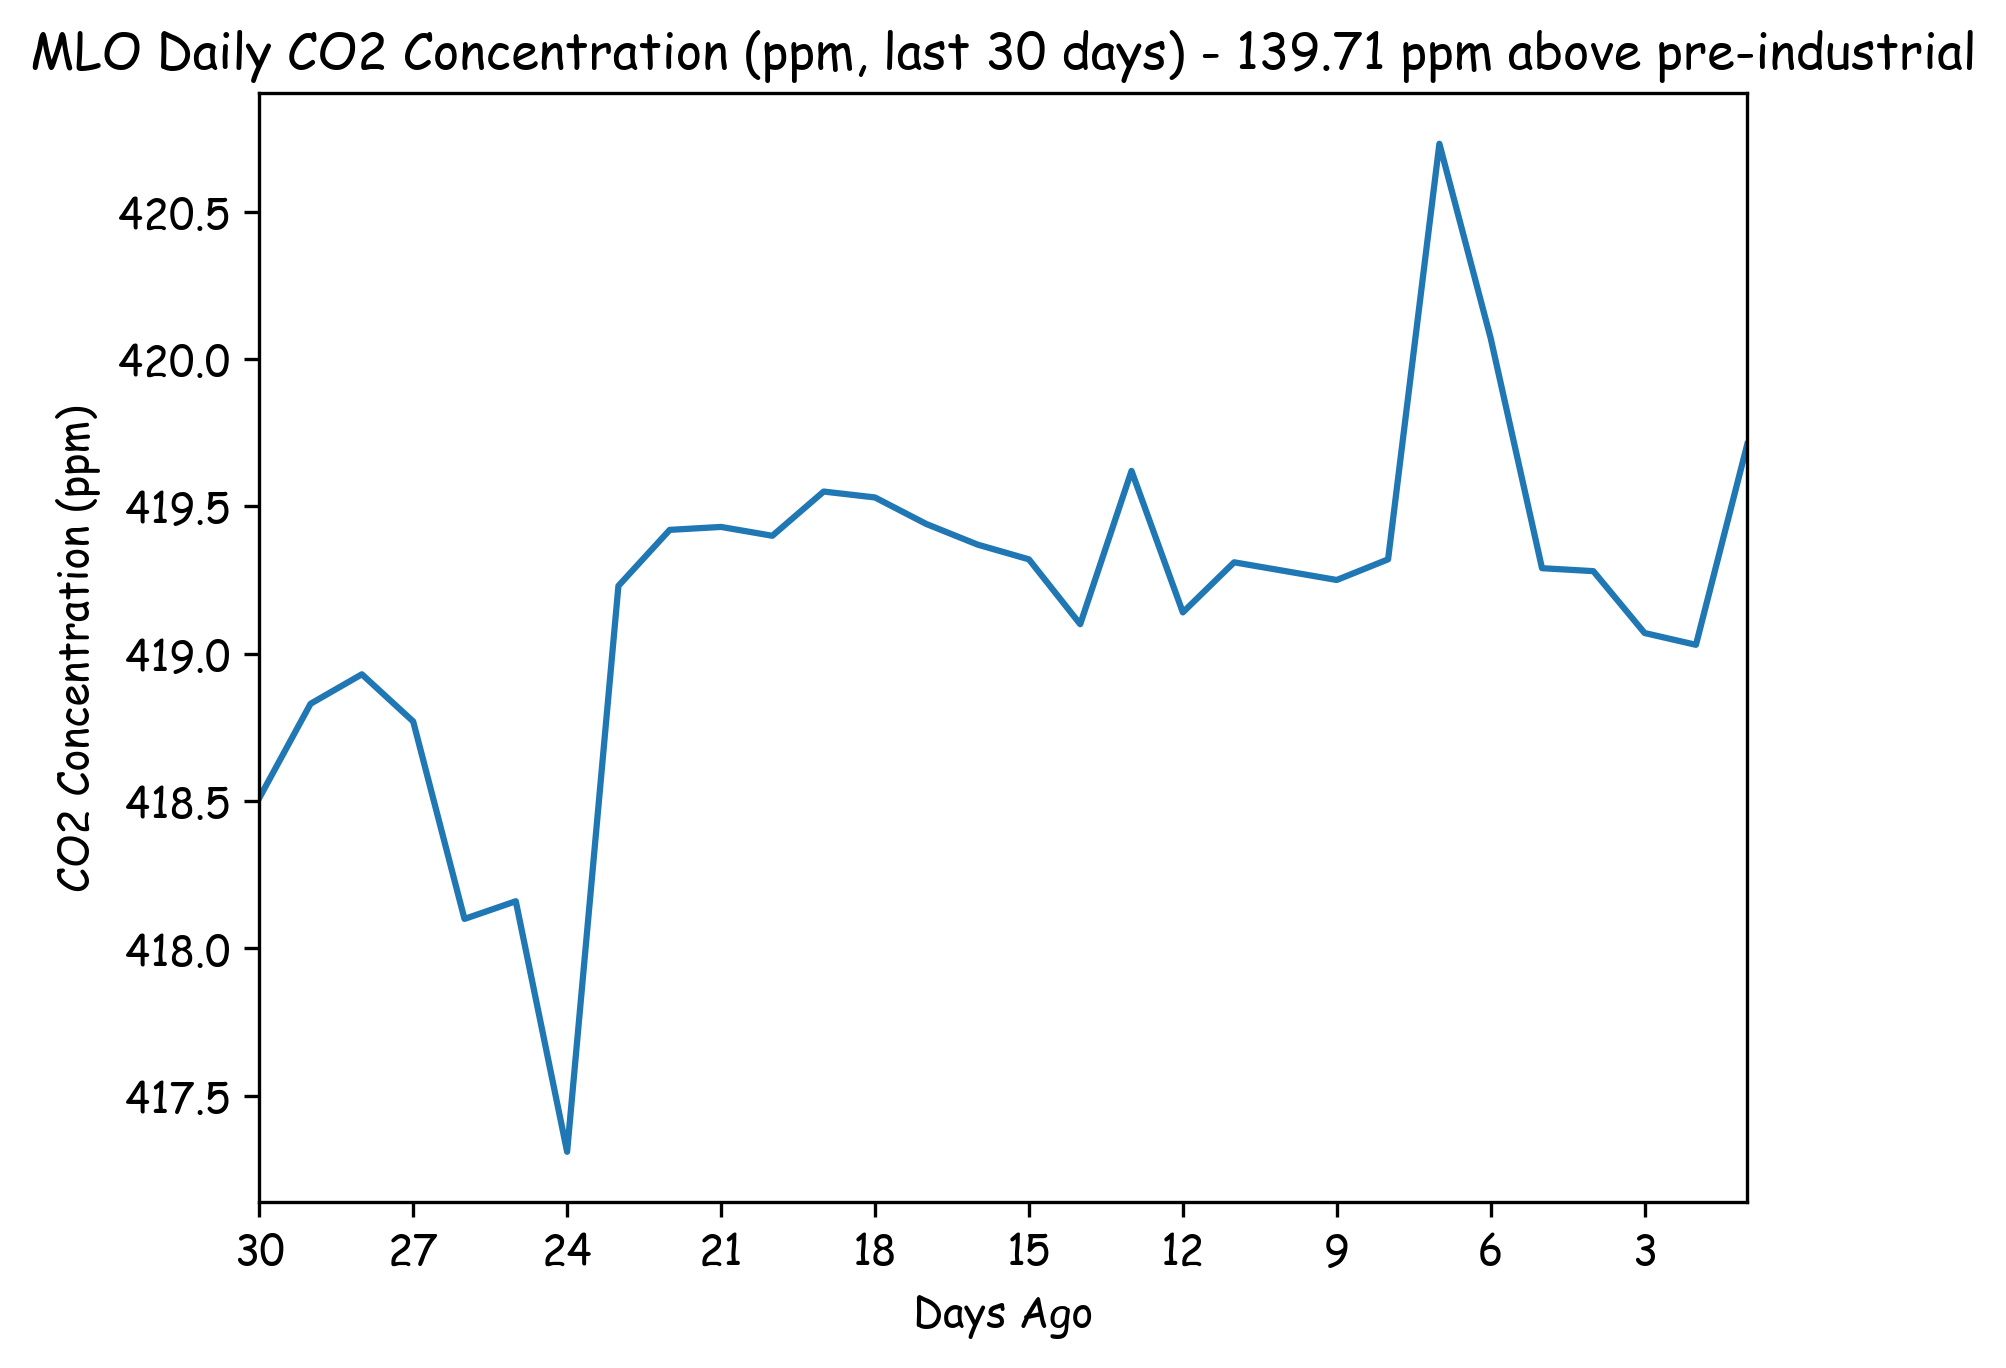 MLO Daily CO2 Concentration (ppm, last 30 days) - 139.71 ppm above pre-industrial
420.5
420.0
419.5
419.0
418.5
418.0
417.5
CO2 Concentration (ppm)
30 27 24 21 18 15 12 9 6 3
Days Ago